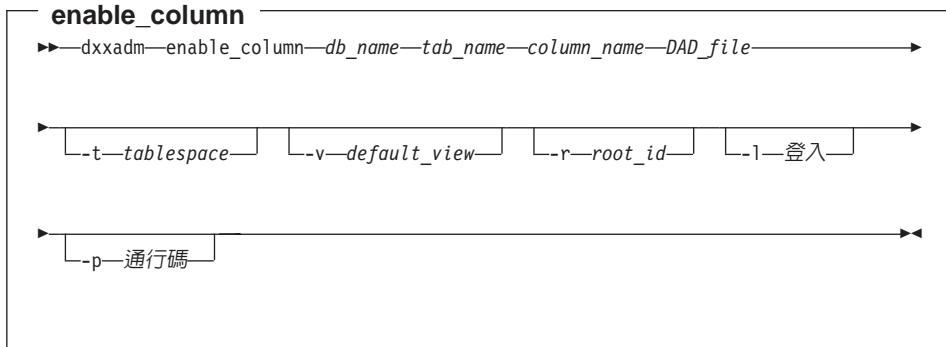 enable_column
dxxadm enable_column db_name tab_name column_name DAD_file
-t tablespace -v default_view -r root_id -l 登入
-p 通行碼